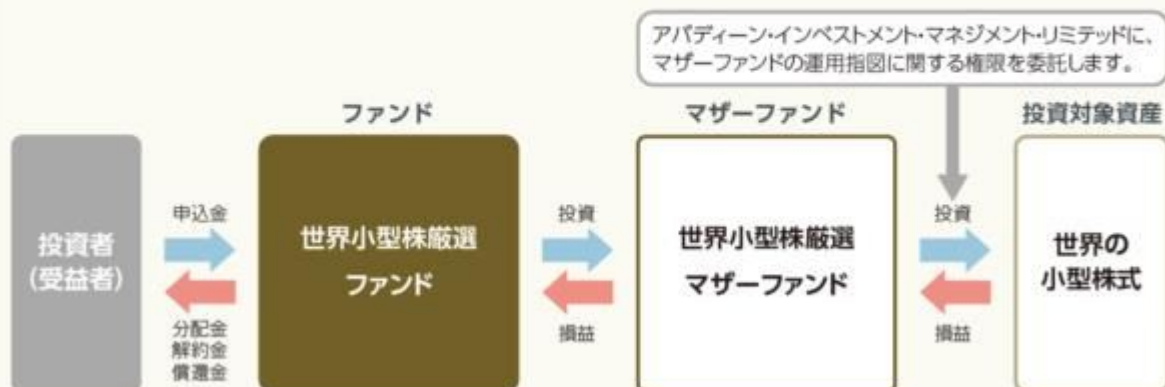 アバディーン・インベストメント・マネジメント・リミテッドに、
マザーファンドの運用指図に関する権限を委託します。
ファンド
マザーファンド
投資対象資産
投資者
(受益者)
申込金
分配金
解約金
償還金
世界小型株厳選
ファンド
投資
損益
世界小型株厳選
マザーファンド
投資
損益
世界の
小型株式